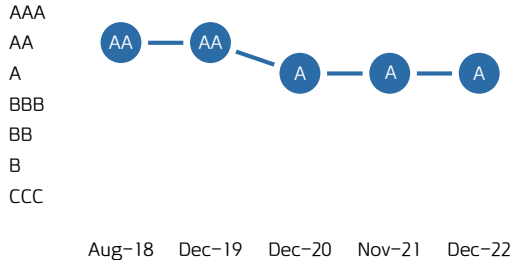 AAA
AA AA AA
A A A A
BBB
BB
B
CCC
Aug–18 Dec–19 Dec–20 Nov–21 Dec–22